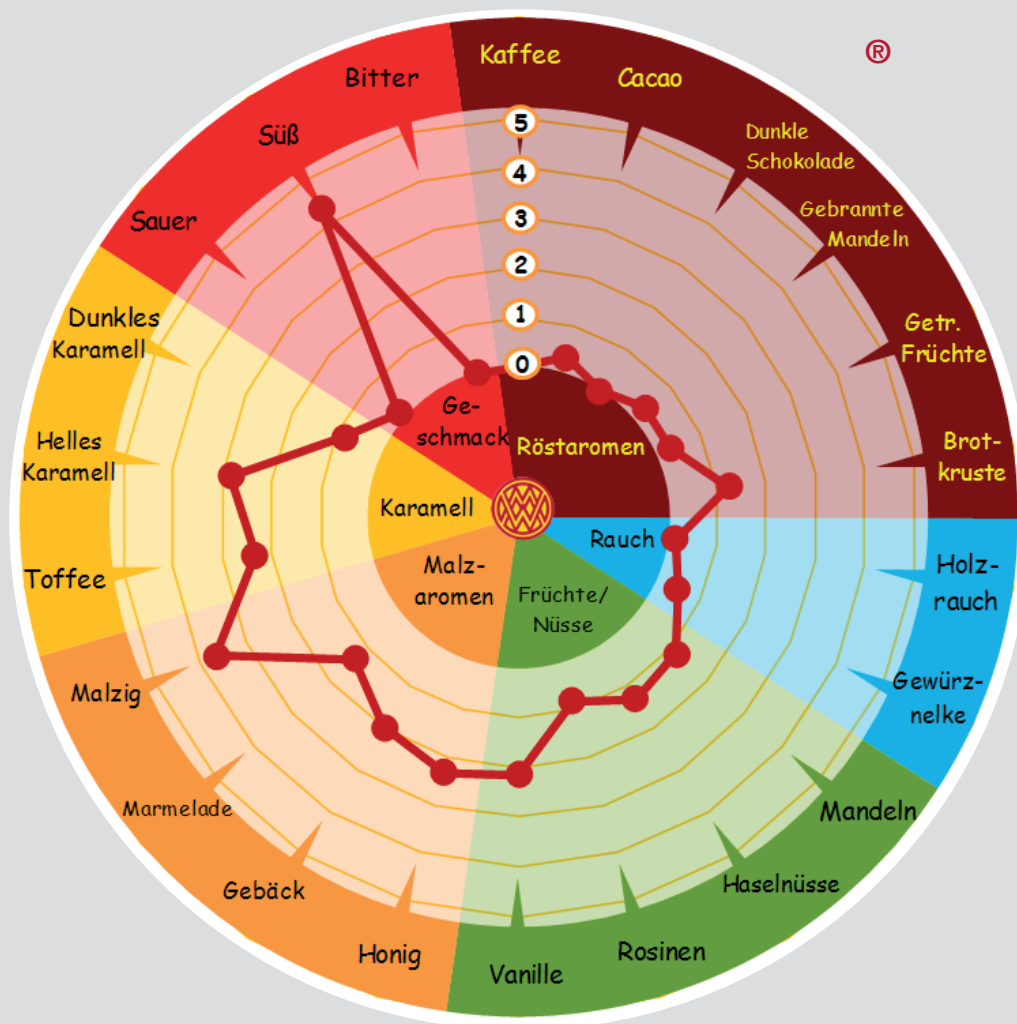 ®
Kaffee
Cacao
Dunkle
Schokolade
Gebrannte
Mandeln
Getr.
Früchte
Brot-
kruste
Holz-
rauch
Gewürz-
nelke
Mandeln
Haselnüsse
Rosinen
Vanille
Honig
Gebäck
Marmelade
Malzig
Toffee
Helles
Karamell
Dunkles
Karamell
Sauer
Süß
Bitter
5
4
3
2
1
0
Ge-
schmack
Röstaromen
Karamell
Rauch
Malz-
aromen
Früchte/
Nüsse